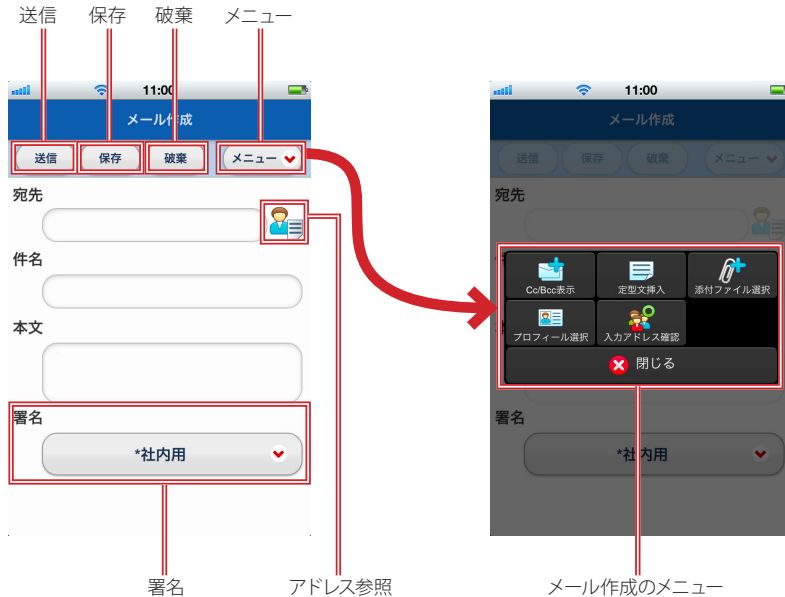 送信 保存 破棄 メニュー
11:00
メール作成
送信 保存 破棄 メニュー
宛先
件名
本文
署名
*社内用
署名 アドレス参照
11:00
メール作成
送信 保存 破棄 メニュー
宛先
Cc/Bcc表示 定型文挿入 添付ファイル選択
プロフィール選択 入力アドレス確認
閉じる
署名
*社内用
メール作成のメニュー